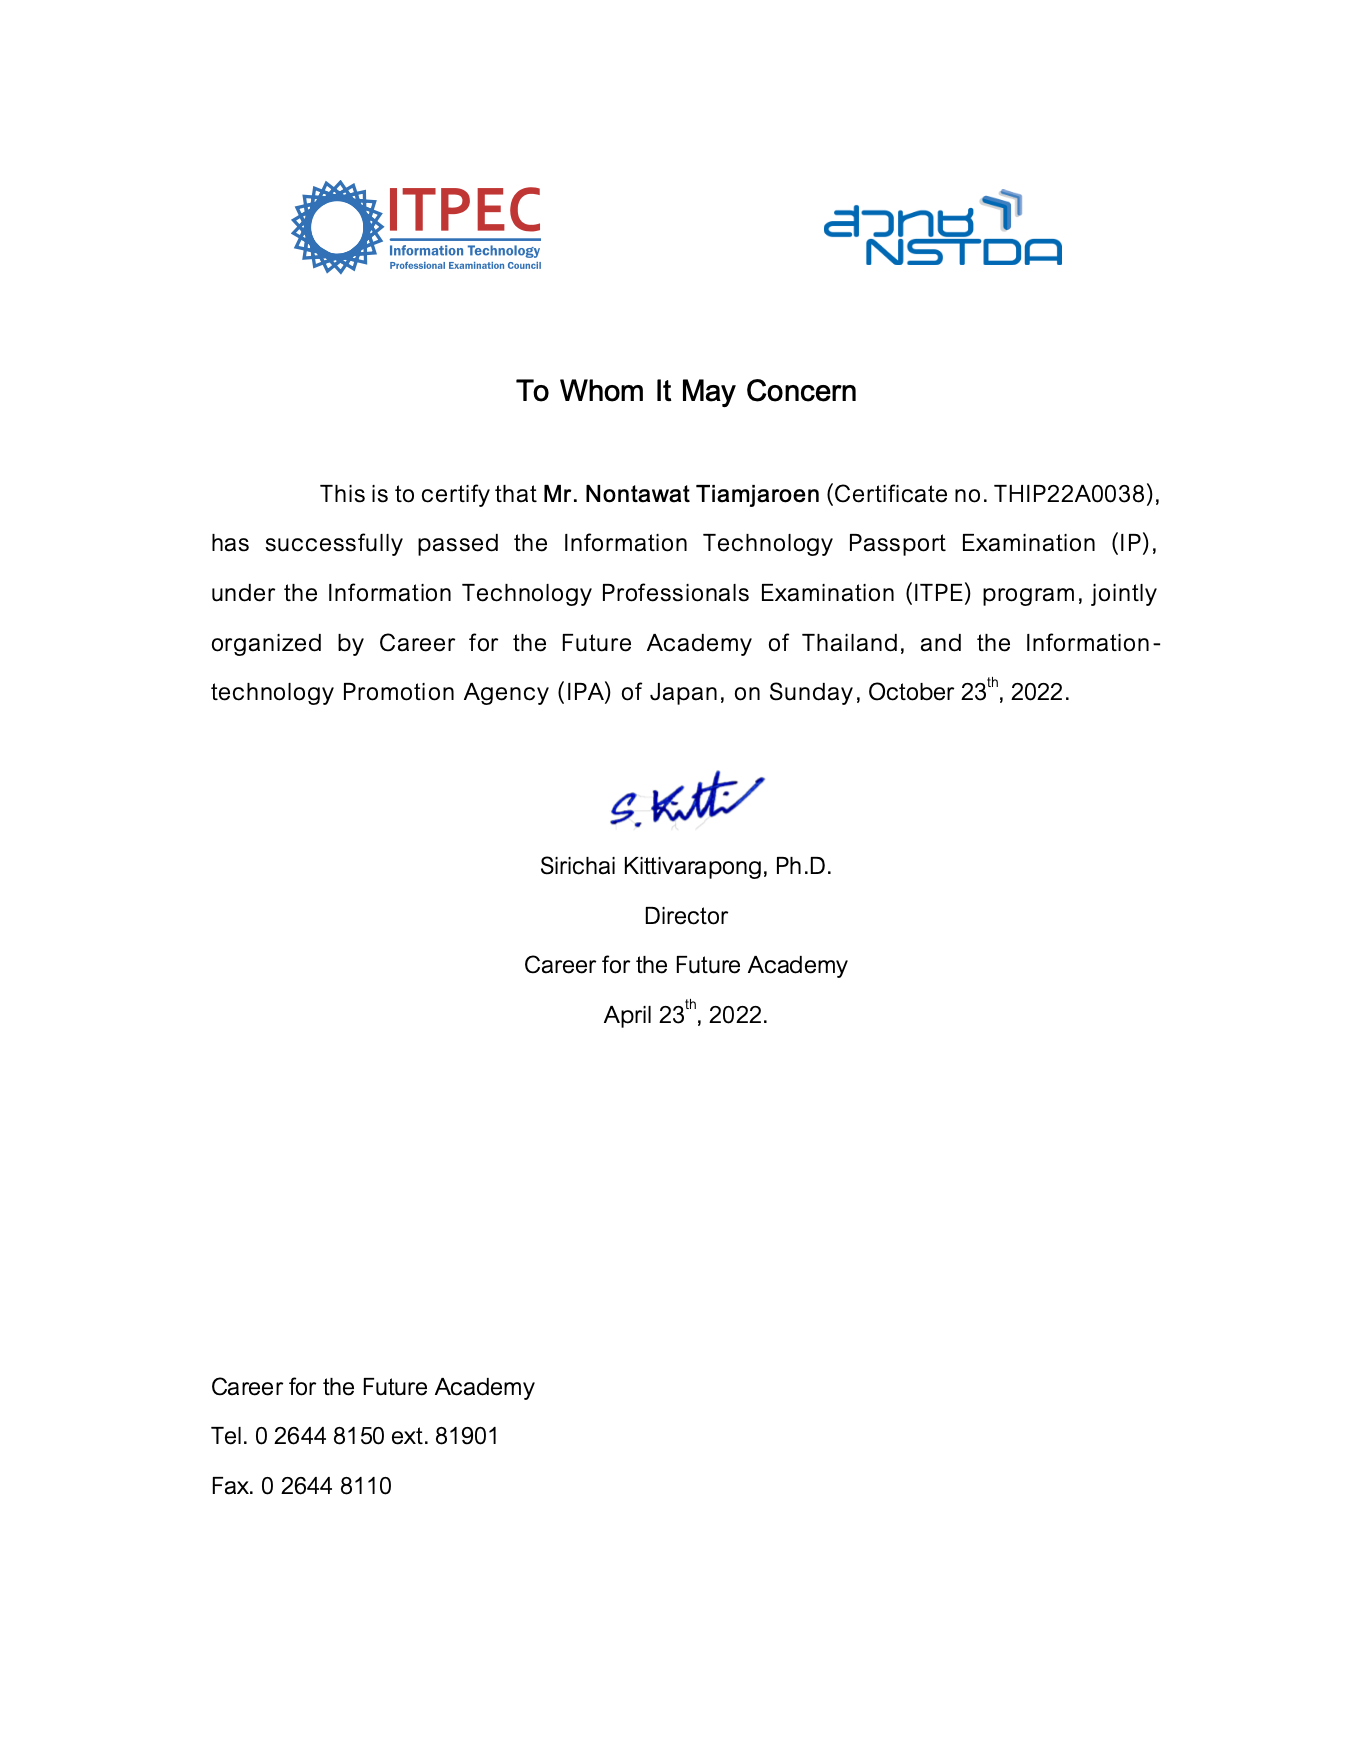 ITPEC
Information Technology
Professional Examination Council
สวทช
NSTDA
To Whom It May Concern
This is to certify that Mr. Nontawat Tiamjaroen (Certificate no. THIP22A0038),
has successfully passed the Information Technology Passport Examination (IP),
under the Information Technology Professionals Examination (ITPE) program, jointly
organized by Career for the Future Academy of Thailand, and the Information-
technology Promotion Agency (IPA) of Japan, on Sunday, October 23th, 2022.
S. Kitti
Sirichai Kittivarapong, Ph.D.
Director
Career for the Future Academy
April 23th, 2022.
Career for the Future Academy
Tel. 0 2644 8150 ext. 81901
Fax. 0 2644 8110